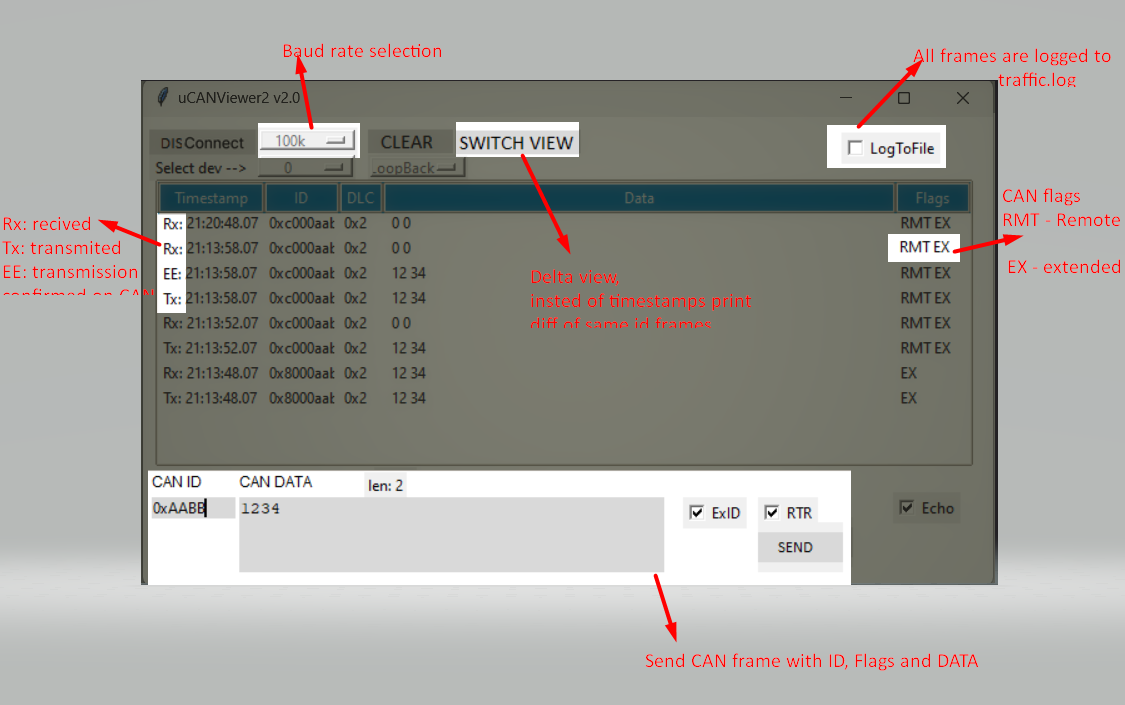 Baud rate selection
All frames are logged to
traffic.log
uCANViewer2 v2.0
DISConnect
100k
CLEAR
SWITCH VIEW
LogToFile
Select dev -->
0
LoopBack
Timestamp ID DLC Data Flags
Rx: 21:20:48.07 0xc000aab 0x2 0 0 RMT EX
Rx: 21:13:58.07 0xc000aab 0x2 0 0 RMT EX
EE: 21:13:58.07 0xc000aab 0x2 12 34 RMT EX
Tx: 21:13:58.07 0xc000aab 0x2 12 34 RMT EX
Rx: 21:13:52.07 0xc000aab 0x2 0 0 RMT EX
Tx: 21:13:52.07 0xc000aab 0x2 12 34 RMT EX
Rx: 21:13:48.07 0x8000aab 0x2 12 34 EX
Tx: 21:13:48.07 0x8000aab 0x2 12 34 EX
Rx: recived
Tx: transmited
EE: transmission
confirmed on CAN
Delta view,
insted of timestamps print
diff of same id frames
CAN flags
RMT - Remote
EX - extended
CAN ID
CAN DATA
len: 2
0xAABB
1234
ExID
RTR
SEND
Echo
Send CAN frame with ID, Flags and DATA